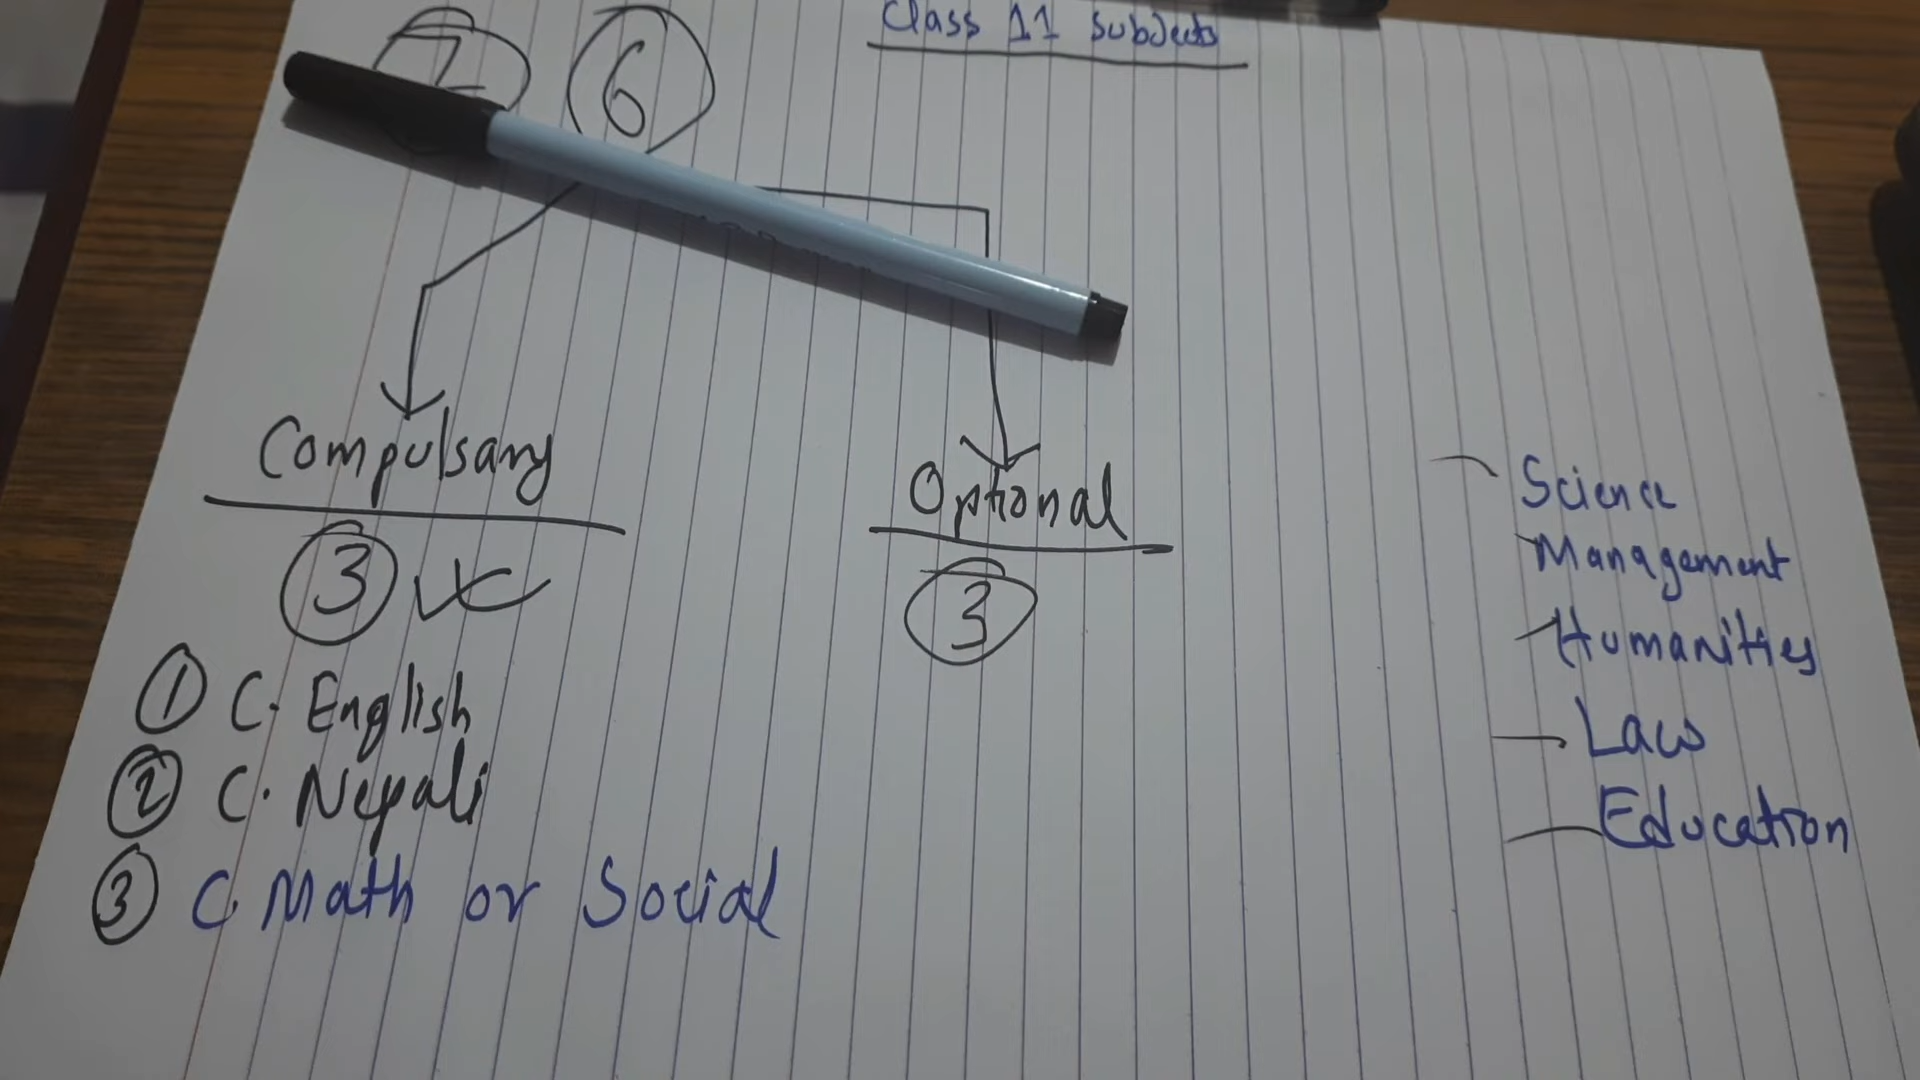 Class 11 Subjects
7 6
Compulsary
Optional
3
3
1 C. English
2 C. Nepali
3 C. Math or Social
Science
Management
Humanities
Law
Education